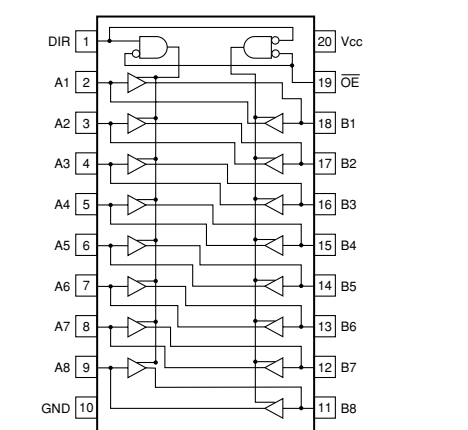 DIR 1 20 Vcc
A1 2 19 OE
A2 3 18 B1
A3 4 17 B2
A4 5 16 B3
A5 6 15 B4
A6 7 14 B5
A7 8 13 B6
A8 9 12 B7
GND 10 11 B8